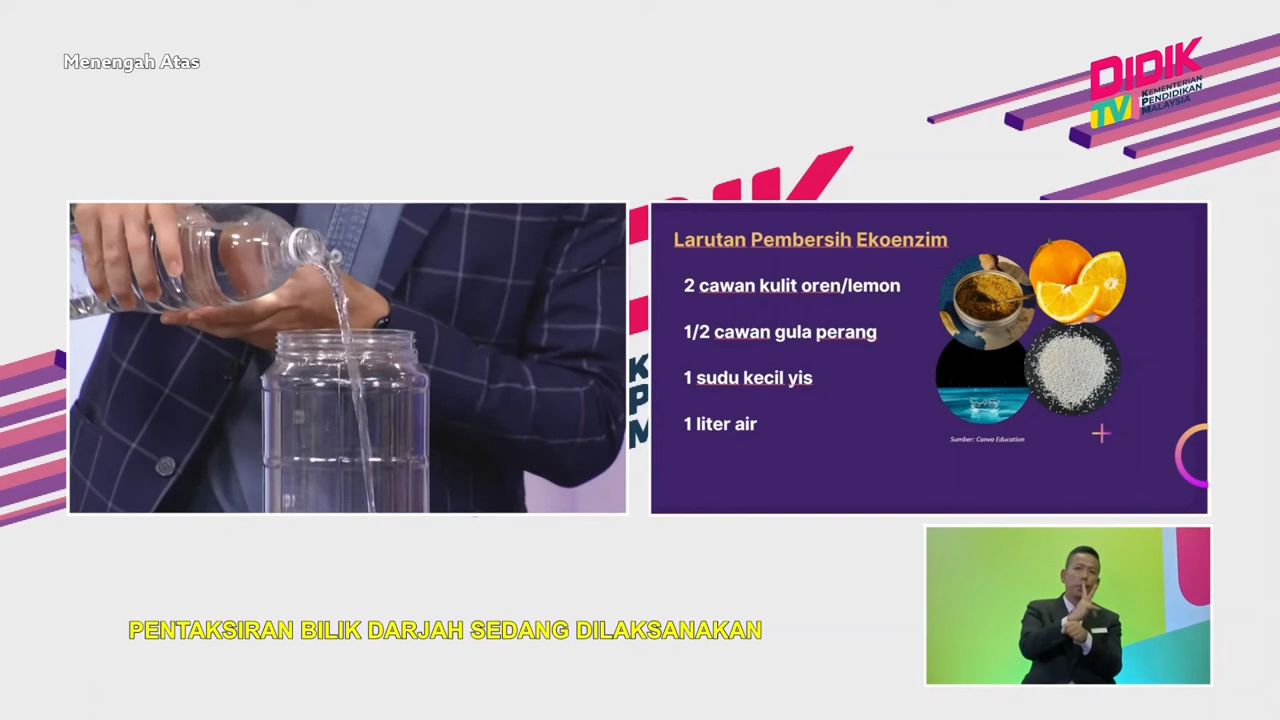 Menengah Atas
DIDIK
TV
KEMENTERIAN
PENDIDIKAN
MALAYSIA
Larutan Pembersih Ekoenzim
2 cawan kulit oren/lemon
1/2 cawan gula perang
1 sudu kecil yis
1 liter air
Sumber: Canva Education
K
P
M
PENTAKSIRAN BILIK DARJAH SEDANG DILAKSANAKAN